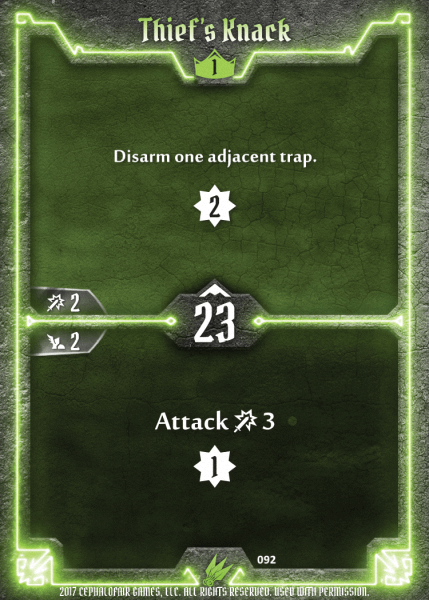 Thief's Knack
1
Disarm one adjacent trap.
2
2
23
2
Attack 3
1
092
2017 CEPHALOFAIR GAMES, LLC. ALL RIGHTS RESERVED. USED WITH PERMISSION.